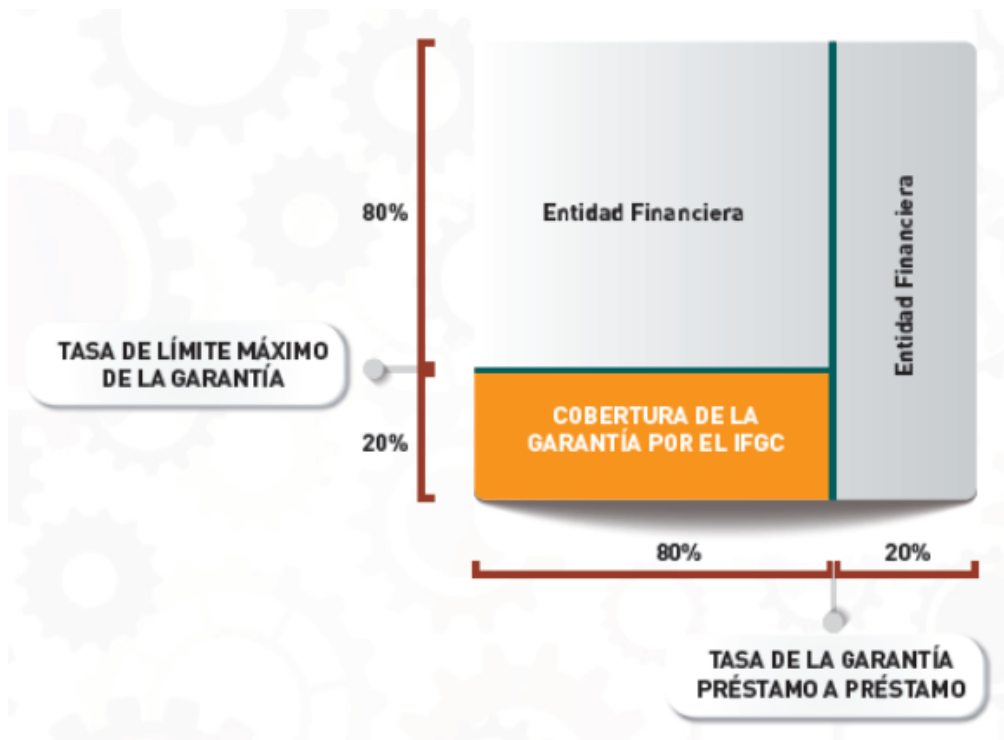 80%
Entidad Financiera
Entidad Financiera
TASA DE LÍMITE MÁXIMO
DE LA GARANTÍA
COBERTURA DE LA
GARANTÍA POR EL IFGC
20%
80%
20%
TASA DE LA GARANTÍA
PRÉSTAMO A PRÉSTAMO